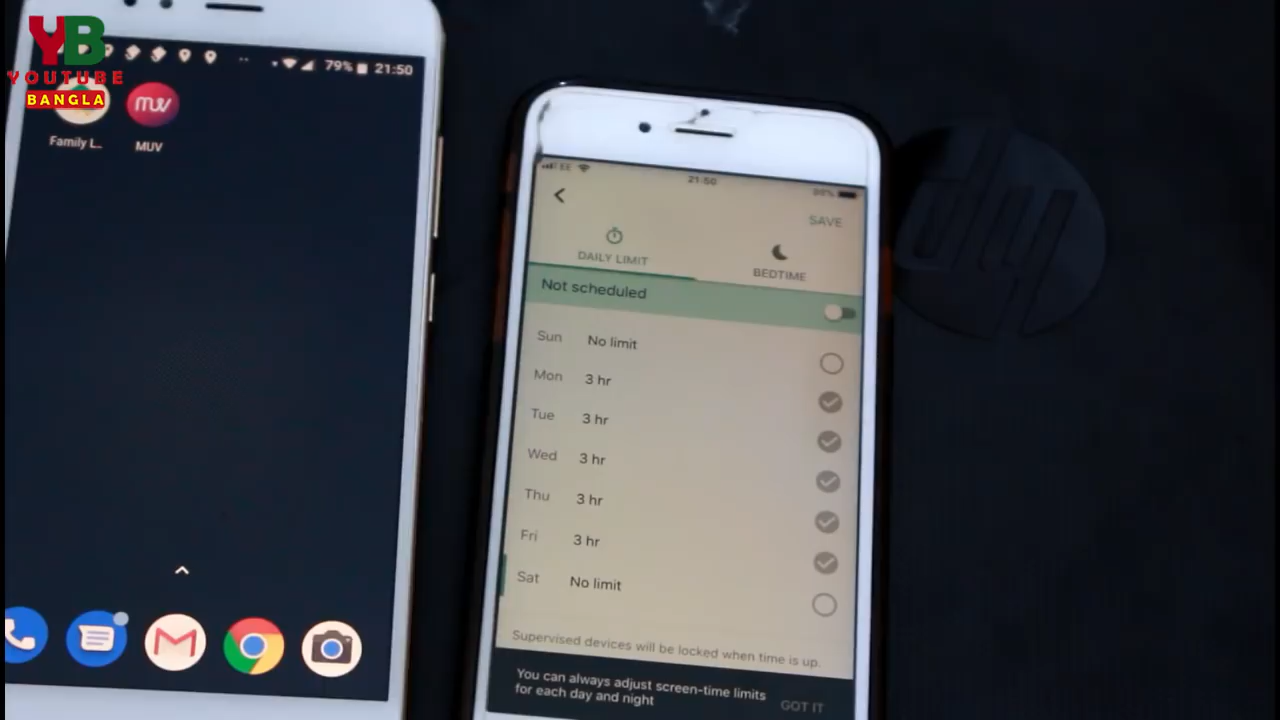 YB
YOUTUBE
BANGLA
79% 21:50
Family L..
MUV
MUV
EE
21:50
SAVE
DAILY LIMIT
BEDTIME
Not scheduled
Sun No limit
Mon 3 hr
Tue 3 hr
Wed 3 hr
Thu 3 hr
Fri 3 hr
Sat No limit
Supervised devices will be locked when time is up.
You can always adjust screen-time limits
for each day and night
GOT IT
hp